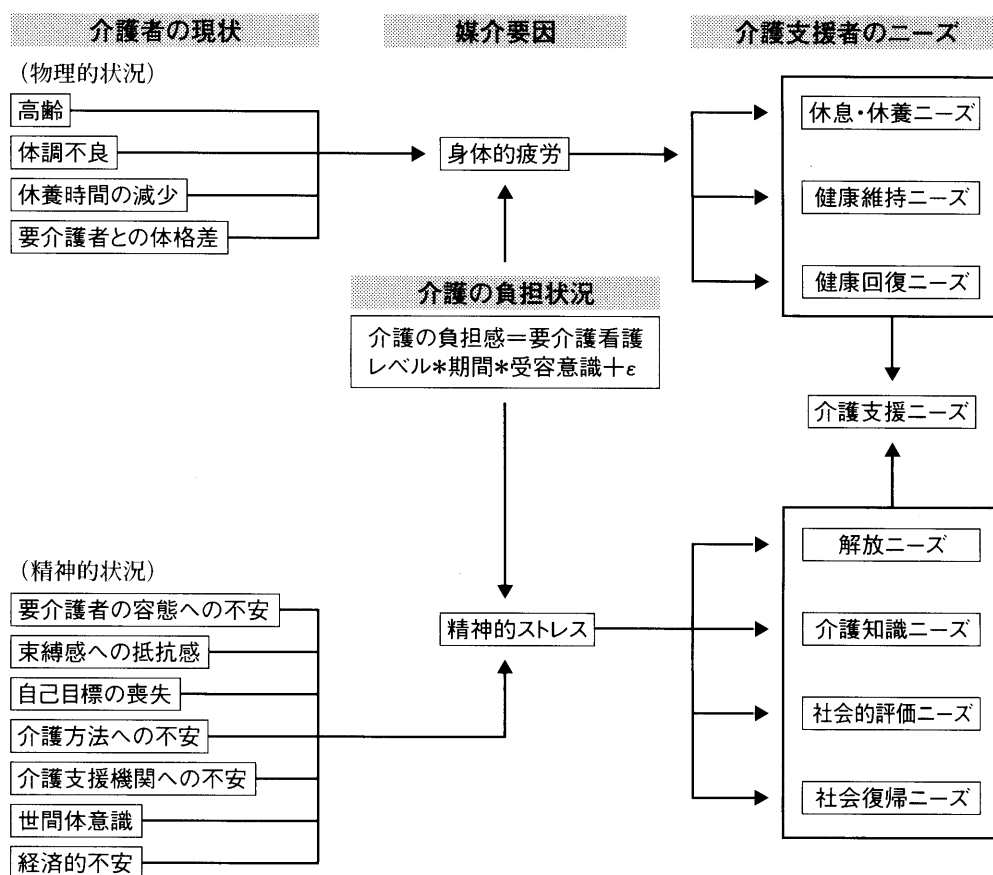 介護者の現状
媒介要因
介護支援者のニーズ
（物理的状況）
高齢
体調不良
休養時間の減少
要介護者との体格差
身体的疲労
休息・休養ニーズ
健康維持ニーズ
健康回復ニーズ
介護の負担状況
介護の負担感＝要介護看護
レベル＊期間＊受容意識＋ε
介護支援ニーズ
（精神的状況）
要介護者の容態への不安
束縛感への抵抗感
自己目標の喪失
介護方法への不安
介護支援機関への不安
世間体意識
経済的不安
精神的ストレス
解放ニーズ
介護知識ニーズ
社会的評価ニーズ
社会復帰ニーズ